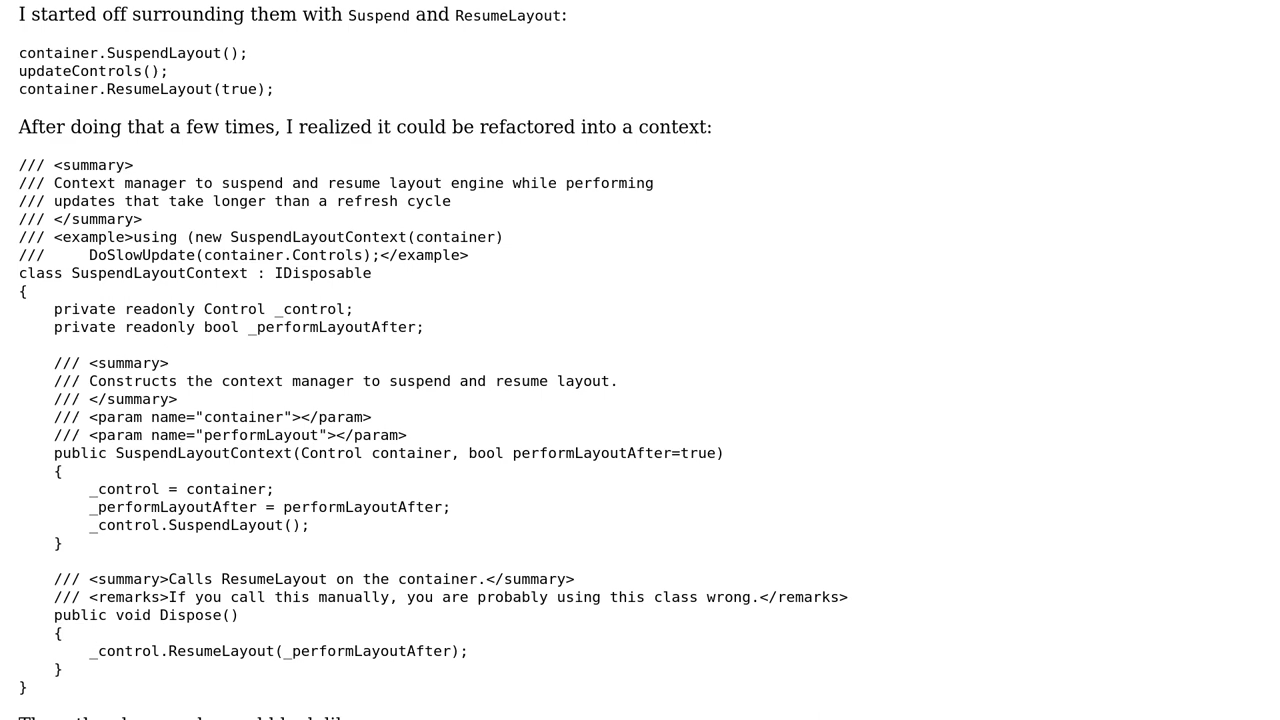 I started off surrounding them with Suspend and ResumeLayout:
container.SuspendLayout();
updateControls();
container.ResumeLayout(true);
After doing that a few times, I realized it could be refactored into a context:
/// <summary>
/// Context manager to suspend and resume layout engine while performing
/// updates that take longer than a refresh cycle
/// </summary>
/// <example>using (new SuspendLayoutContext(container)
///     DoSlowUpdate(container.Controls);</example>
class SuspendLayoutContext : IDisposable
{
    private readonly Control _control;
    private readonly bool _performLayoutAfter;
    /// <summary>
    /// Constructs the context manager to suspend and resume layout.
    /// </summary>
    /// <param name="container"></param>
    /// <param name="performLayout"></param>
    public SuspendLayoutContext(Control container, bool performLayoutAfter=true)
    {
        _control = container;
        _performLayoutAfter = performLayoutAfter;
        _control.SuspendLayout();
    }
    /// <summary>Calls ResumeLayout on the container.</summary>
    /// <remarks>If you call this manually, you are probably using this class wrong.</remarks>
    public void Dispose()
    {
        _control.ResumeLayout(_performLayoutAfter);
    }
}